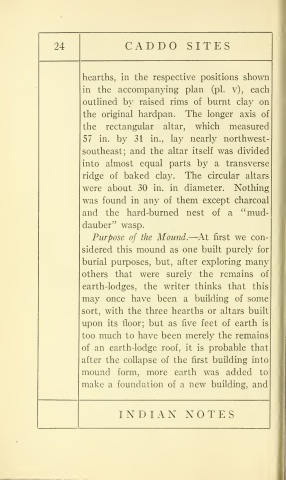 24
CADDO SITES
hearths, in the respective positions shown
in the accompanying plan (pl. v), each
outlined by raised rims of burnt clay on
the original hardpan. The longer axis of
the rectangular altar, which measured
57 in. by 31 in., lay nearly northwest-
southeast; and the altar itself was divided
into almost equal parts by a transverse
ridge of baked clay. The circular altars
were about 30 in. in diameter. Nothing
was found in any of them except charcoal
and the hard-burned nest of a “mud-
dauber” wasp.
Purpose of the Mound.—At first we con-
sidered this mound as one built purely for
burial purposes, but, after exploring many
others that were surely the remains of
earth-lodges, the writer thinks that this
may once have been a building of some
sort, with the three hearths or altars built
upon its floor; but as five feet of earth is
too much to have been merely the remains
of an earth-lodge roof, it is probable that
after the collapse of the first building into
mound form, more earth was added to
make a foundation of a new building, and
INDIAN NOTES